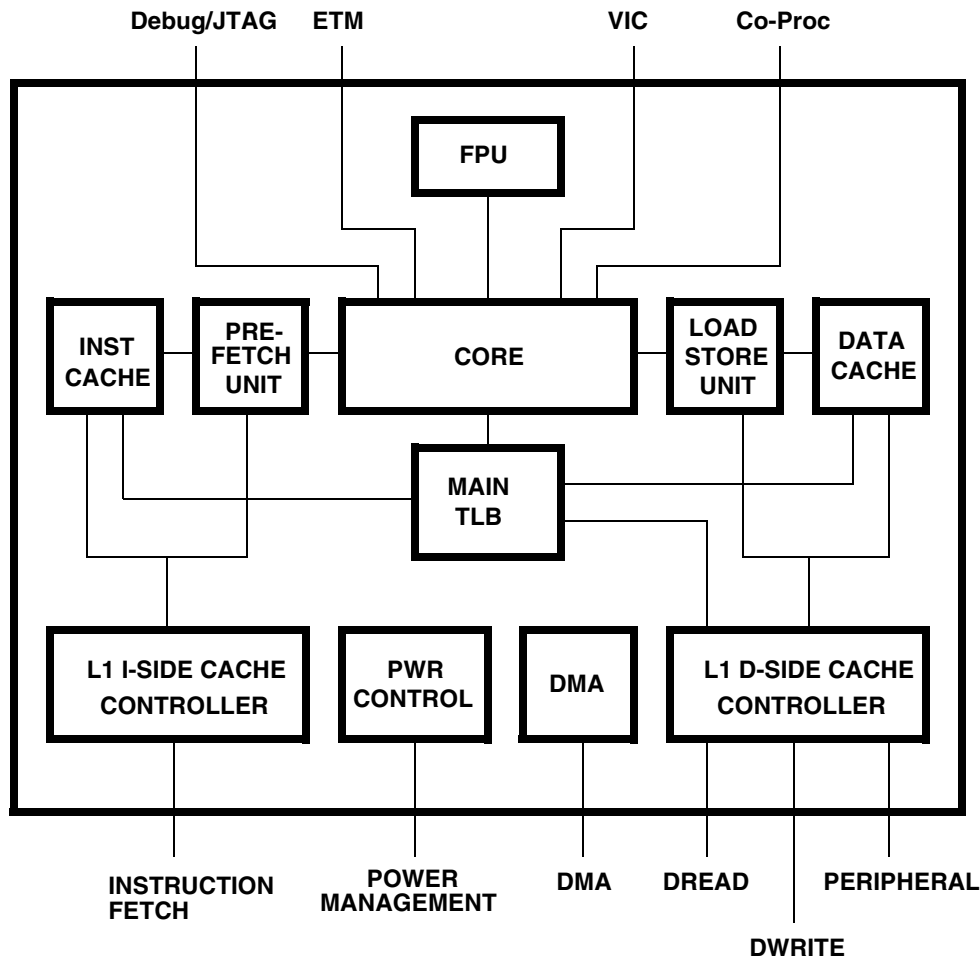 Debug/JTAG
ETM
VIC
Co-Proc
FPU
INST
CACHE
PRE-
FETCH
UNIT
CORE
LOAD
STORE
UNIT
DATA
CACHE
MAIN
TLB
L1 I-SIDE CACHE
CONTROLLER
PWR
CONTROL
DMA
L1 D-SIDE CACHE
CONTROLLER
INSTRUCTION
FETCH
POWER
MANAGEMENT
DMA
DREAD
PERIPHERAL
DWRITE